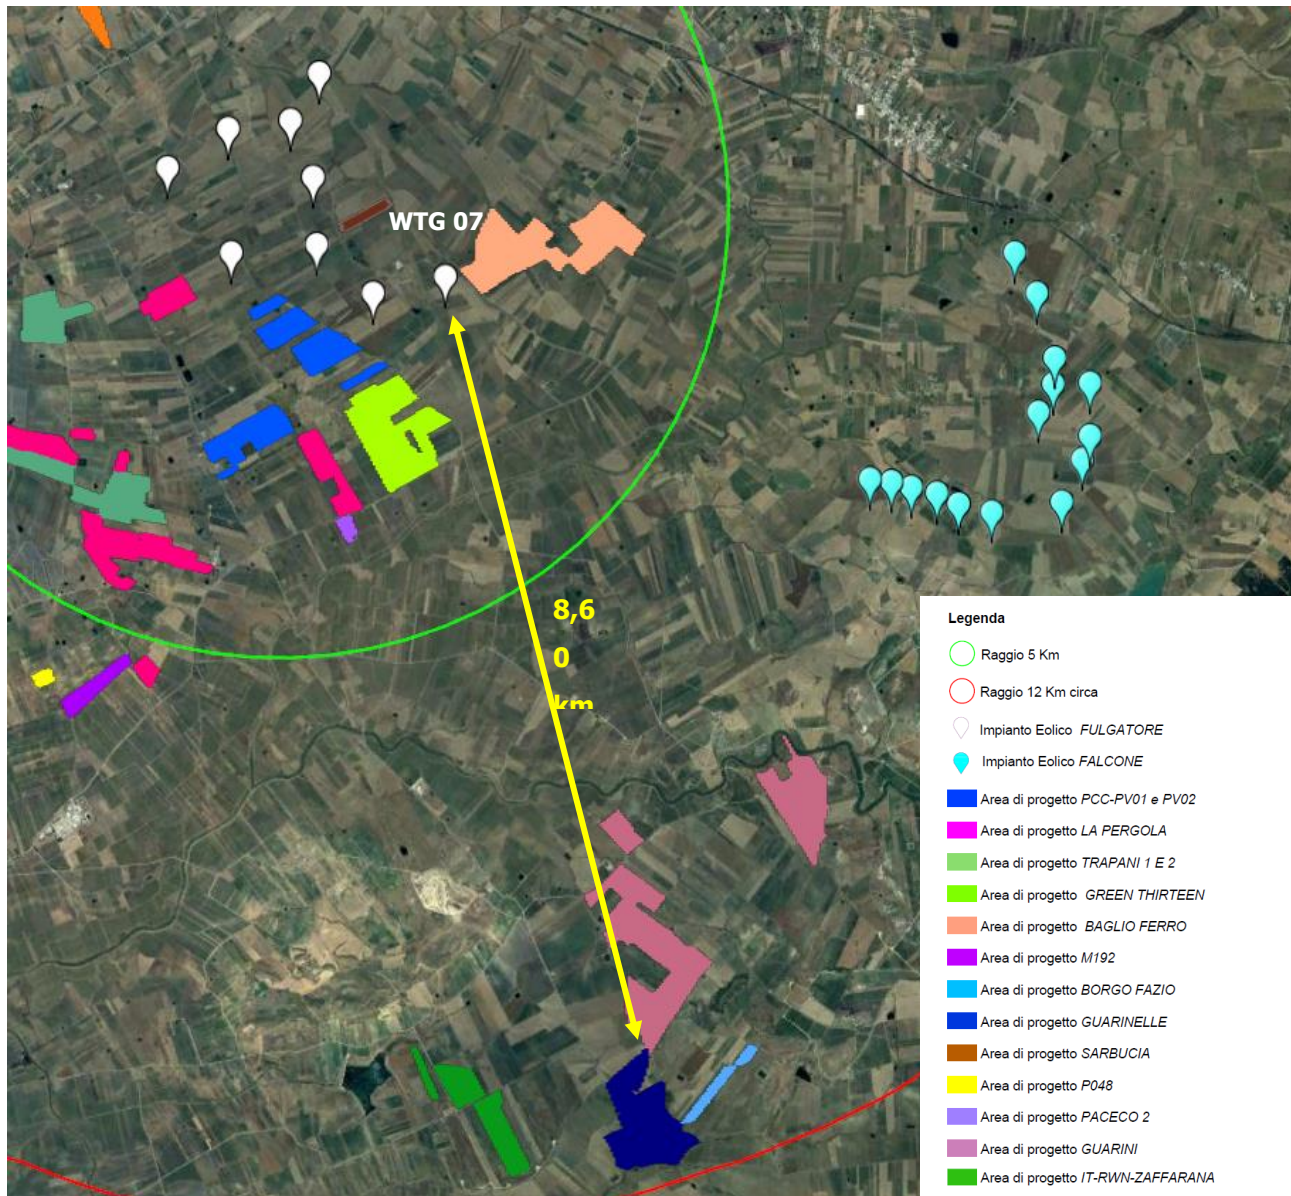 WTG 07
8,6
0
km
Legenda
Raggio 5 Km
Raggio 12 Km circa
Impianto Eolico FULGATORE
Impianto Eolico FALCONE
Area di progetto PCC-PV01 e PV02
Area di progetto LA PERGOLA
Area di progetto TRAPANI 1 E 2
Area di progetto GREEN THIRTEEN
Area di progetto BAGLIO FERRO
Area di progetto M192
Area di progetto BORGO FAZIO
Area di progetto GUARINELLE
Area di progetto SARBUCIA
Area di progetto P048
Area di progetto PACECO 2
Area di progetto GUARINI
Area di progetto IT-RWN-ZAFFARANA